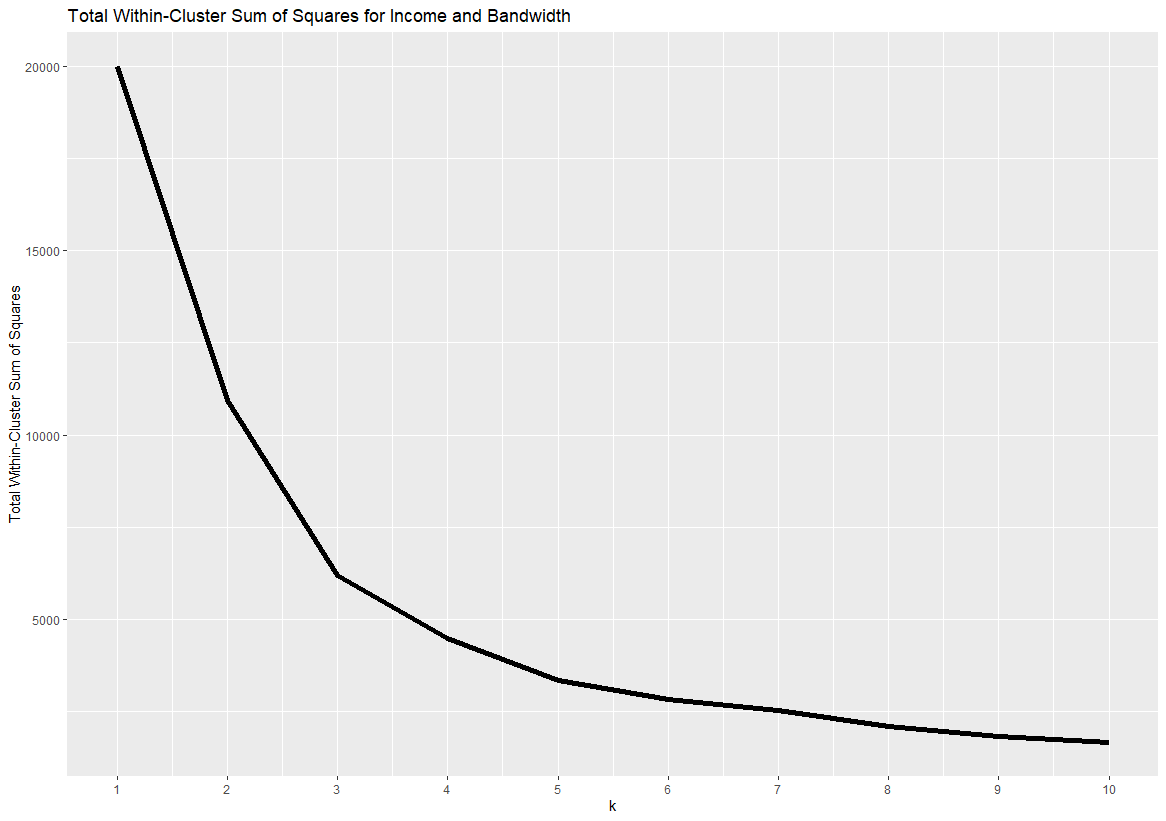 Total Within-Cluster Sum of Squares for Income and Bandwidth
Total Within-Cluster Sum of Squares
20000
15000
10000
5000
1 2 3 4 5 6 7 8 9 10
k